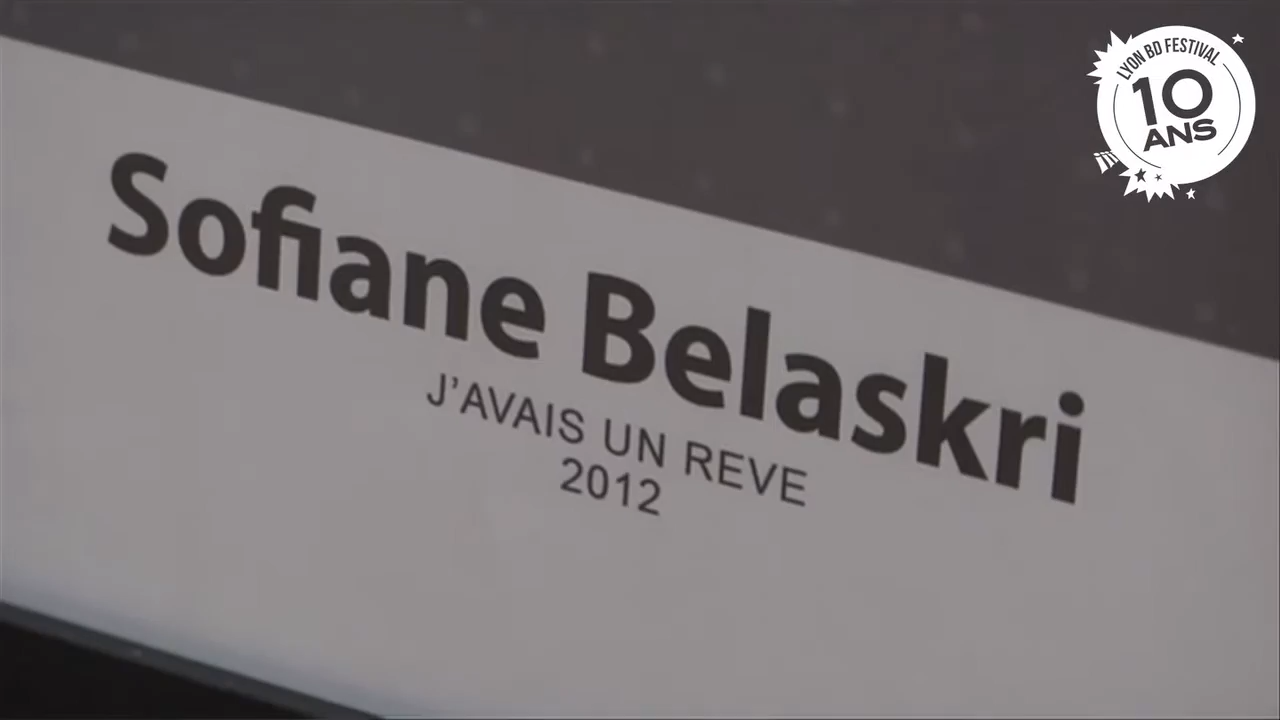 LYON BD FESTIVAL
10
ANS
Sofiane Belaskri
J'AVAIS UN REVE
2012